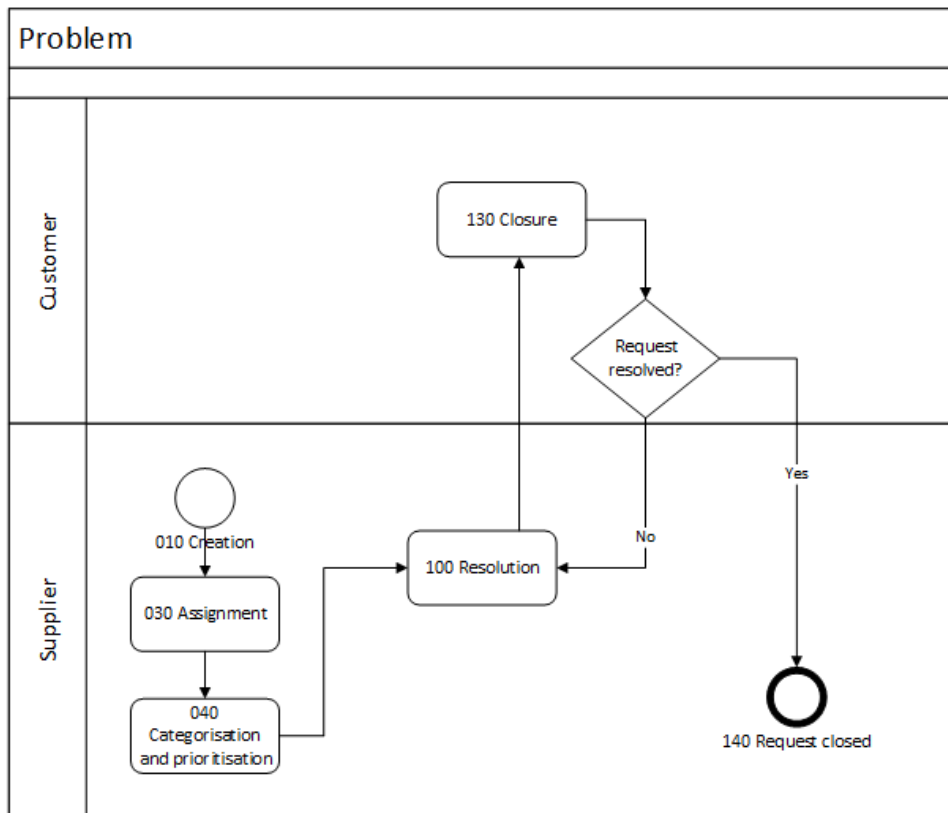 Problem
Customer
130 Closure
Request
resolved?
Supplier
010 Creation
030 Assignment
040
Categorisation
and prioritisation
100 Resolution
No
Yes
140 Request closed